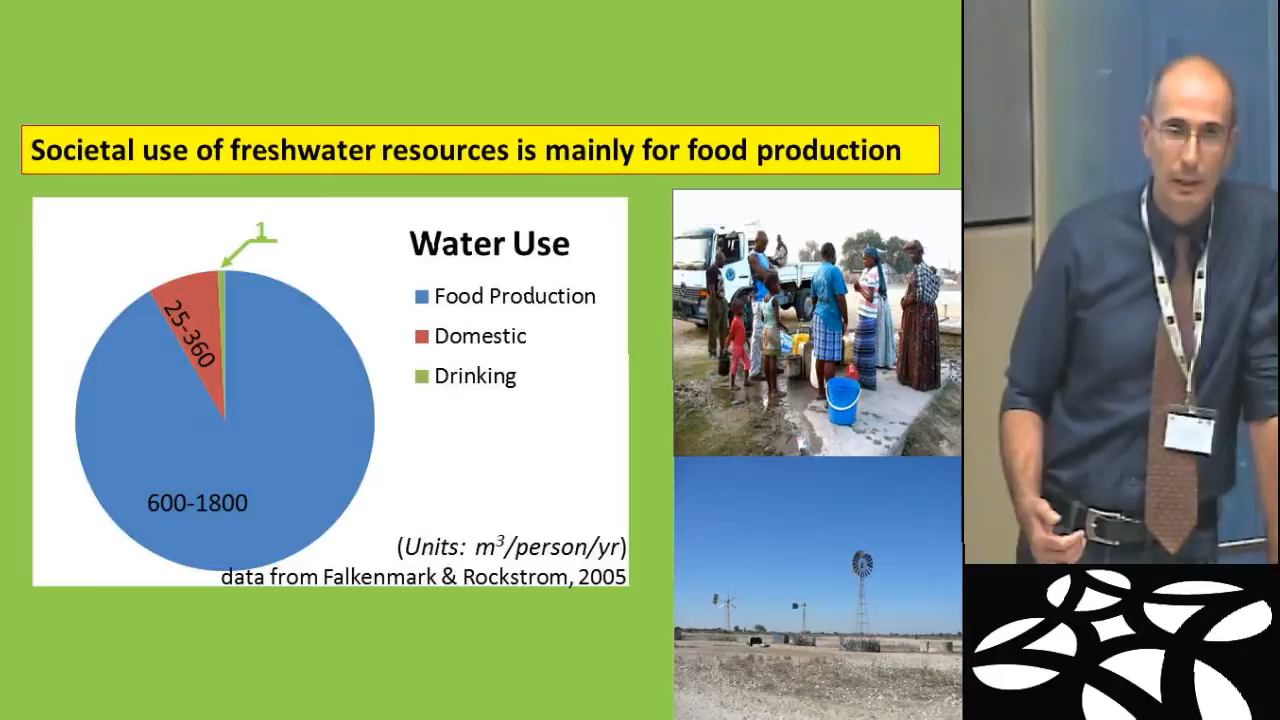 Societal use of freshwater resources is mainly for food production
1
Water Use
Food Production
Domestic
Drinking
25-360
600-1800
(Units: m³/person/yr)
data from Falkenmark & Rockstrom, 2005